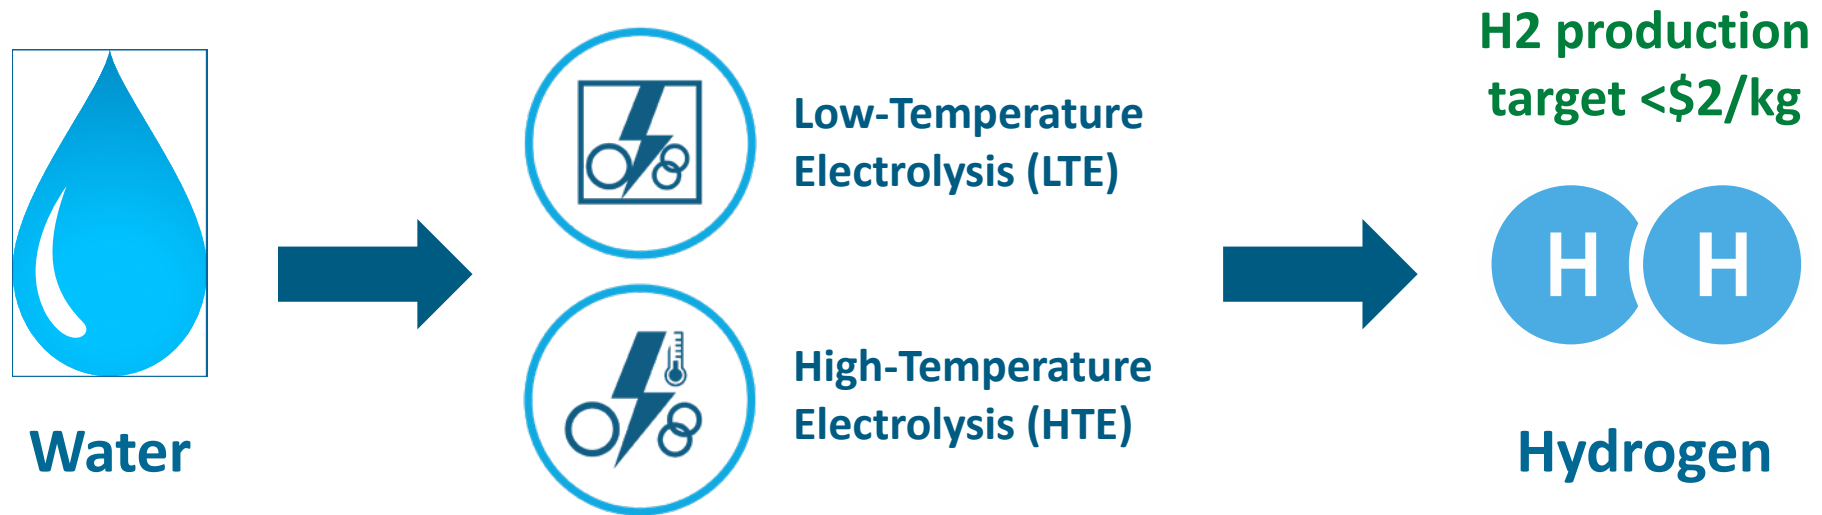 Water
Low-Temperature
Electrolysis (LTE)
High-Temperature
Electrolysis (HTE)
H2 production
target <$2/kg
H H
Hydrogen